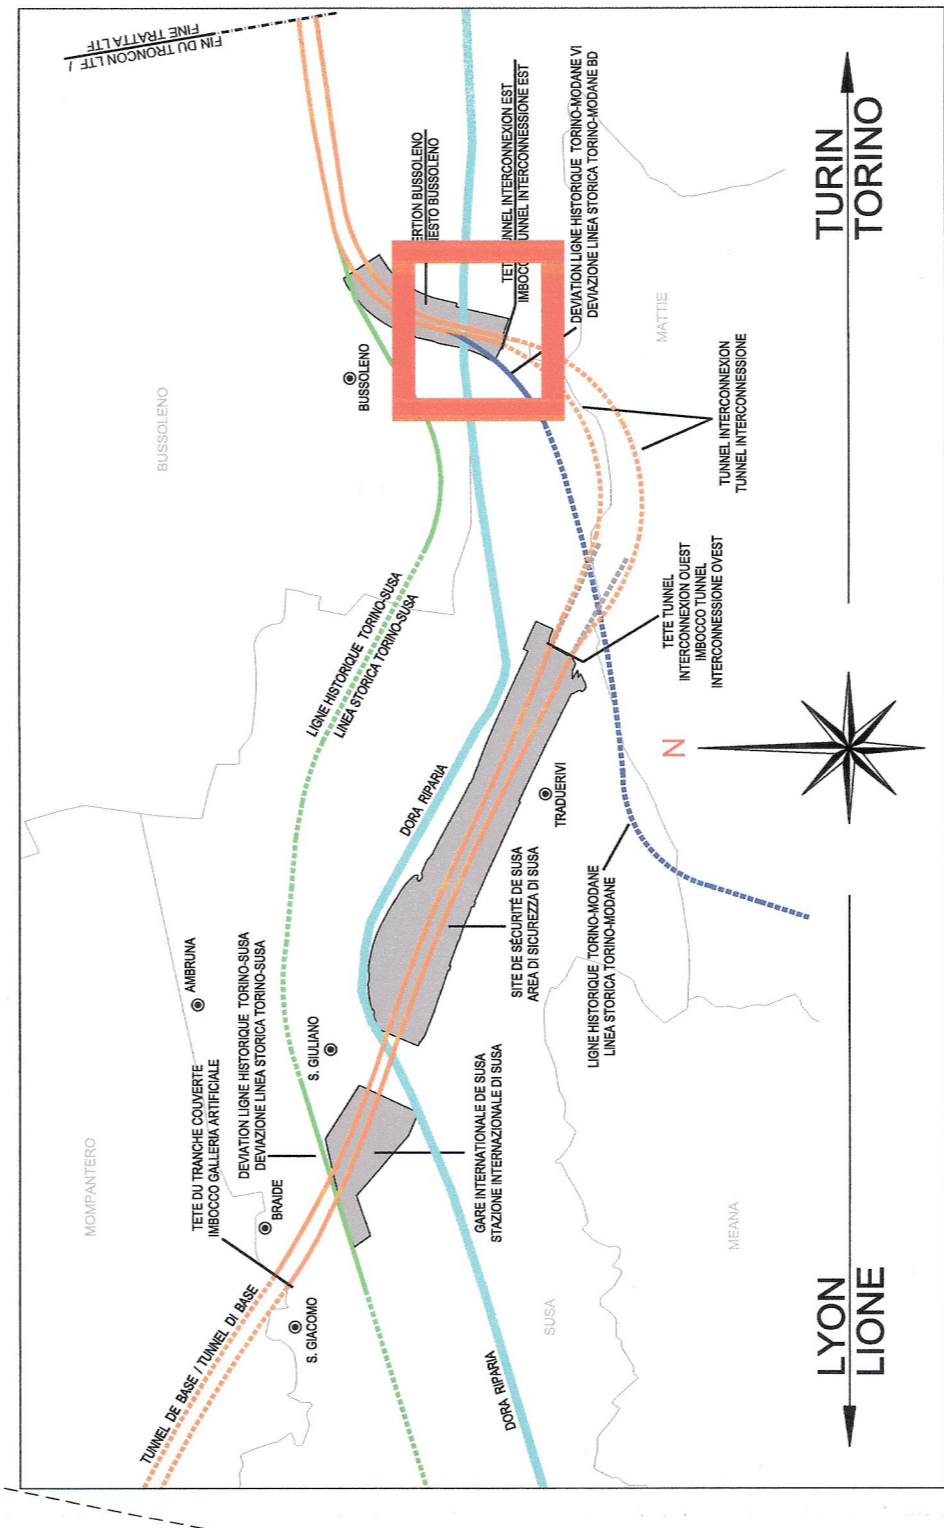 FIN DU TRONCON LTF /
FINE TRATTA LTF
BUSSOLENO
BUSSOLENO
ERTION BUSSOLENO
ESTO BUSSOLENO
NNEL INTERCONNEXION EST
UNNEL INTERCONNESSIONE EST
DEVIATION LIGNE HISTORIQUE TORINO-MODANE VI
DEVIAZIONE LINEA STORICA TORINO-MODANE BD
MATTIE
TURIN
TORINO
TUNNEL INTERCONNEXION
TUNNEL INTERCONNESSIONE
LIGNE HISTORIQUE TORINO-SUSA
LINEA STORICA TORINO-SUSA
DORA RIPARIA
TETE TUNNEL
INTERCONNEXION OUEST
IMBOCCO TUNNEL
INTERCONNESSIONE OVEST
N
TRADUERIVI
AMBRUNA
S. GIULIANO
SITE DE SÉCURITÉ DE SUSA
AREA DI SICUREZZA DI SUSA
LIGNE HISTORIQUE TORINO-MODANE
LINEA STORICA TORINO-MODANE
MOMPANTERO
TETE DU TRANCHE COUVERTE
IMBOCCO GALLERIA ARTIFICIALE
DEVIATION LIGNE HISTORIQUE TORINO-SUSA
DEVIAZIONE LINEA STORICA TORINO-SUSA
BRAIDE
GARE INTERNATIONALE DE SUSA
STAZIONE INTERNAZIONALE DI SUSA
MEANA
TUNNEL DE BASE / TUNNEL DI BASE
S. GIACOMO
SUSA
DORA RIPARIA
LYON
LIONE